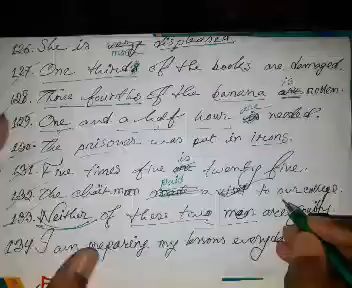 126. She is much displeased
127. One third of the books are damaged.
128. Three fourths of the banana is rotten.
129. One and a half hour are needed.
130. The prisoner was put in irons.
131. Five times five is twenty five.
132. The chairman paid a visit to our college.
133. Neither of these two men are
134. I am preparing my lessons everyday